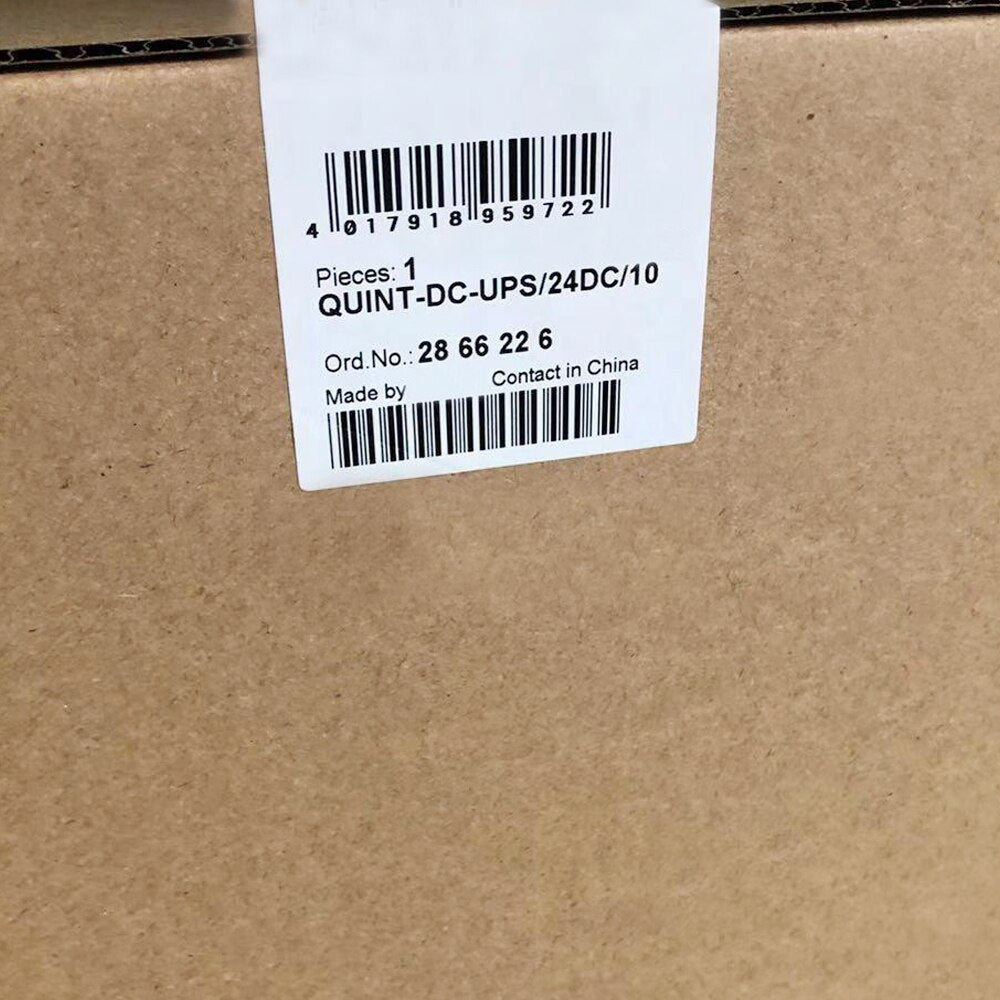 4 017918 959722
Pieces: 1
QUINT-DC-UPS/24DC/10
Ord.No.: 28 66 22 6
Made by Contact in China